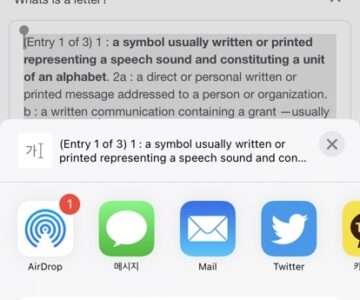 Whats is a letter?
(Entry 1 of 3) 1 : a symbol usually written or printed
representing a speech sound and constituting a unit
of an alphabet. 2a : a direct or personal written or
printed message addressed to a person or organization.
b : a written communication containing a grant —usually
가
(Entry 1 of 3) 1 : a symbol usually written or
printed representing a speech sound and con...
1
AirDrop
메시지
Mail
Twitter